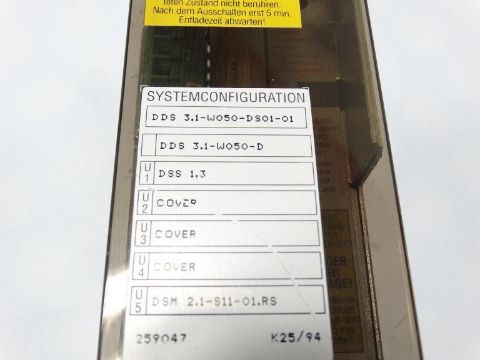 teten Zustand nicht berühren.
Nach dem Ausschalten erst 5 min.
Entladezeit abwarten!
SYSTEMCONFIGURATION
DDS 3.1-W050-DS01-01
DDS 3.1-W050-D
U1 DSS 1.3
U2 COVER
U3 COVER
U4 COVER
U5 DSM 2.1-S11-01.RS
259047 K25/94